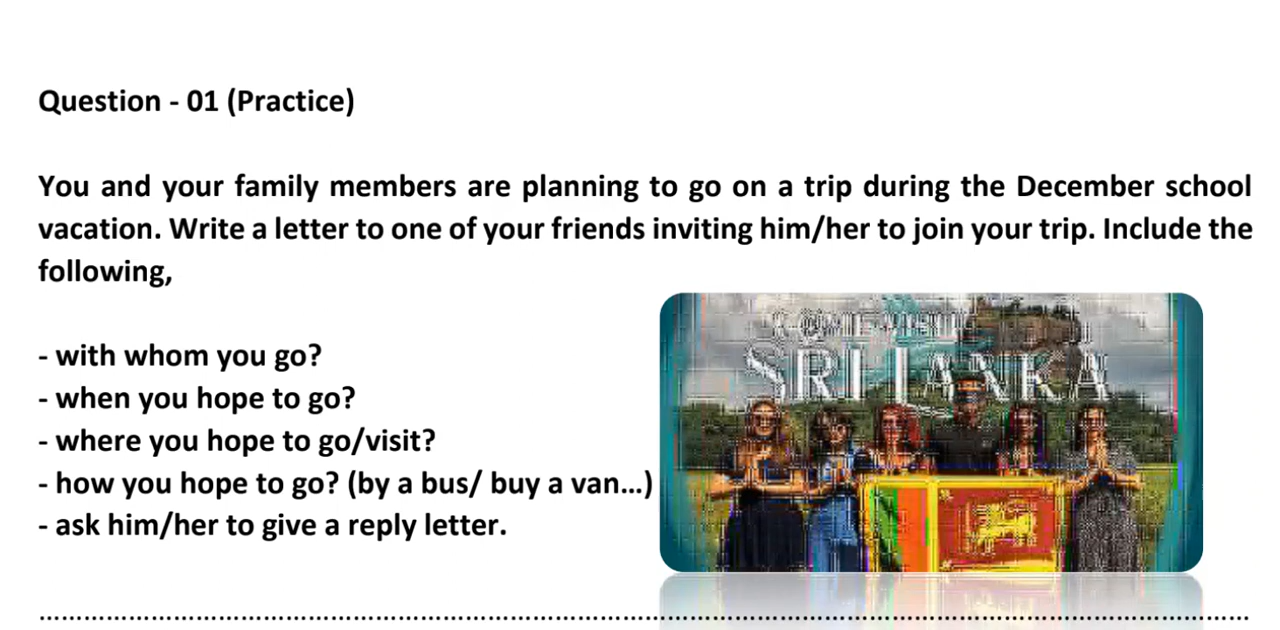 Question - 01 (Practice)
You and your family members are planning to go on a trip during the December school
vacation. Write a letter to one of your friends inviting him/her to join your trip. Include the
following,
- with whom you go?
- when you hope to go?
- where you hope to go/visit?
- how you hope to go? (by a bus/ buy a van...)
- ask him/her to give a reply letter.
SRI LANKA